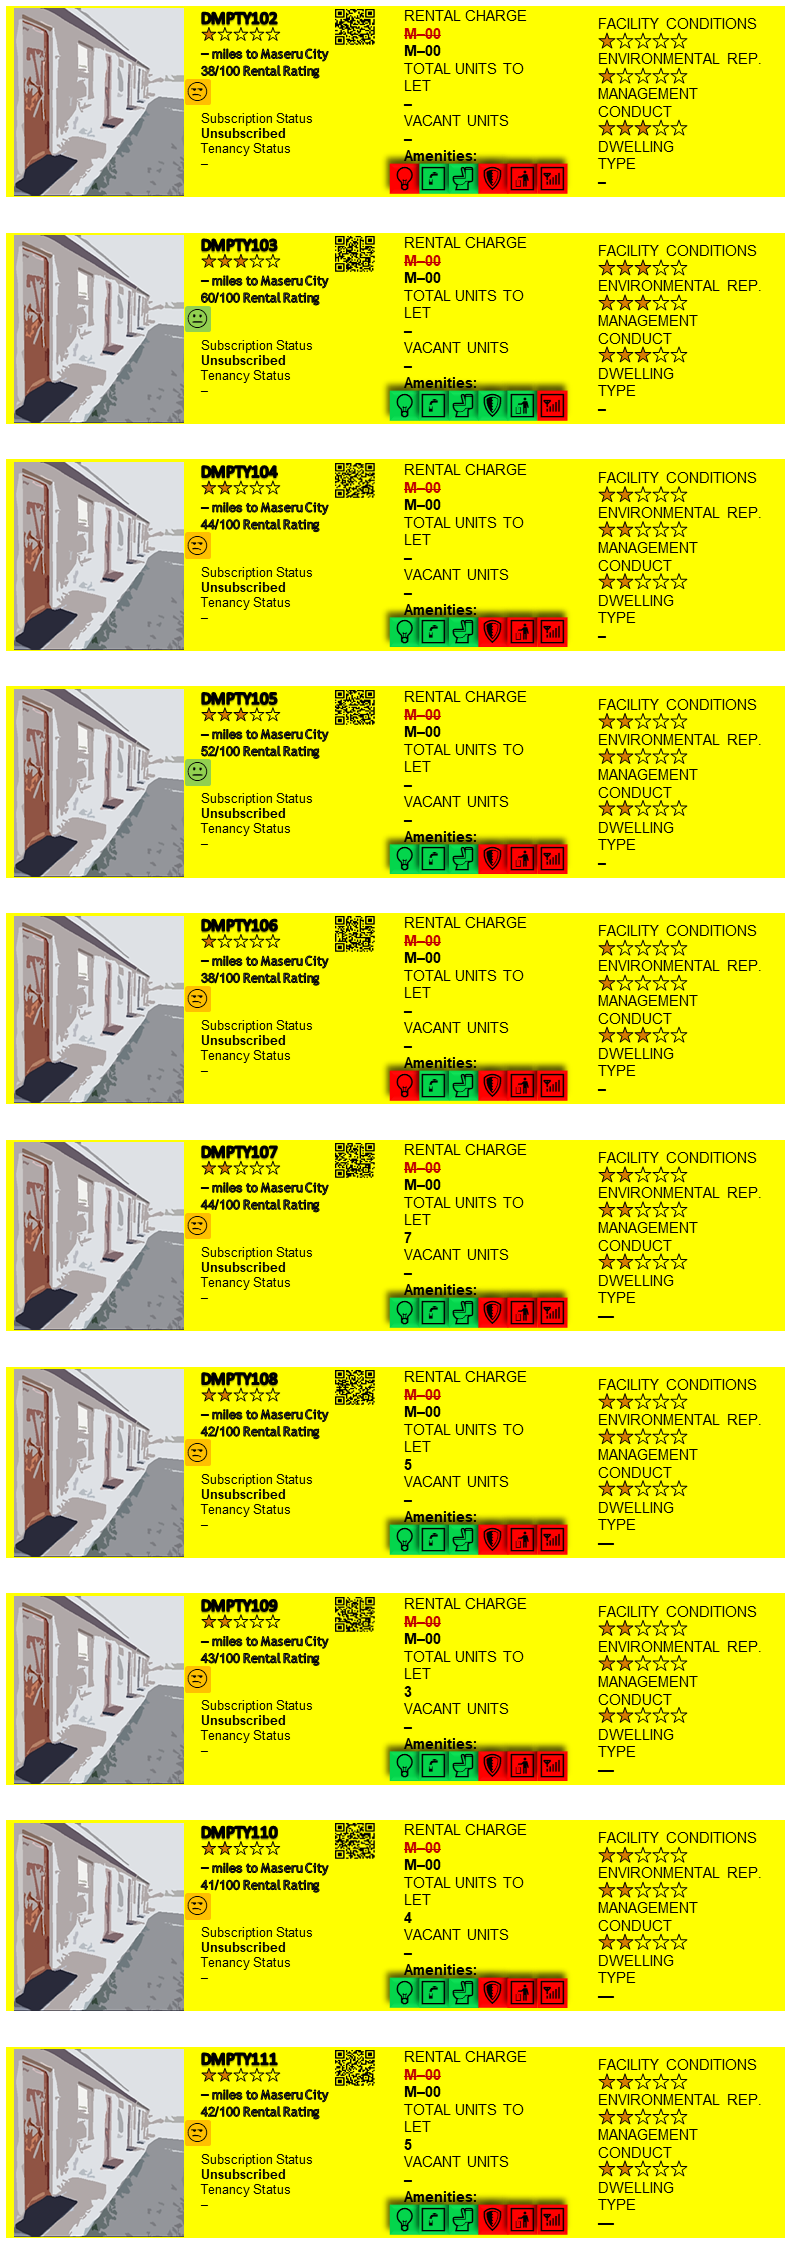 DMPTY102
– miles to Maseru City
38/100 Rental Rating
Subscription Status
Unsubscribed
Tenancy Status
–
RENTAL CHARGE
M–00
M–00
TOTAL UNITS TO
LET
–
VACANT UNITS
–
Amenities:
FACILITY CONDITIONS
ENVIRONMENTAL REP.
MANAGEMENT
CONDUCT
DWELLING
TYPE
–
DMPTY103
– miles to Maseru City
60/100 Rental Rating
Subscription Status
Unsubscribed
Tenancy Status
–
RENTAL CHARGE
M–00
M–00
TOTAL UNITS TO
LET
–
VACANT UNITS
–
Amenities:
FACILITY CONDITIONS
ENVIRONMENTAL REP.
MANAGEMENT
CONDUCT
DWELLING
TYPE
–
DMPTY104
– miles to Maseru City
44/100 Rental Rating
Subscription Status
Unsubscribed
Tenancy Status
–
RENTAL CHARGE
M–00
M–00
TOTAL UNITS TO
LET
–
VACANT UNITS
–
Amenities:
FACILITY CONDITIONS
ENVIRONMENTAL REP.
MANAGEMENT
CONDUCT
DWELLING
TYPE
–
DMPTY105
– miles to Maseru City
52/100 Rental Rating
Subscription Status
Unsubscribed
Tenancy Status
–
RENTAL CHARGE
M–00
M–00
TOTAL UNITS TO
LET
–
VACANT UNITS
–
Amenities:
FACILITY CONDITIONS
ENVIRONMENTAL REP.
MANAGEMENT
CONDUCT
DWELLING
TYPE
–
DMPTY106
– miles to Maseru City
38/100 Rental Rating
Subscription Status
Unsubscribed
Tenancy Status
–
RENTAL CHARGE
M–00
M–00
TOTAL UNITS TO
LET
–
VACANT UNITS
–
Amenities:
FACILITY CONDITIONS
ENVIRONMENTAL REP.
MANAGEMENT
CONDUCT
DWELLING
TYPE
–
DMPTY107
– miles to Maseru City
44/100 Rental Rating
Subscription Status
Unsubscribed
Tenancy Status
–
RENTAL CHARGE
M–00
M–00
TOTAL UNITS TO
LET
7
VACANT UNITS
–
Amenities:
FACILITY CONDITIONS
ENVIRONMENTAL REP.
MANAGEMENT
CONDUCT
DWELLING
TYPE
—
DMPTY108
– miles to Maseru City
42/100 Rental Rating
Subscription Status
Unsubscribed
Tenancy Status
–
RENTAL CHARGE
M–00
M–00
TOTAL UNITS TO
LET
5
VACANT UNITS
–
Amenities:
FACILITY CONDITIONS
ENVIRONMENTAL REP.
MANAGEMENT
CONDUCT
DWELLING
TYPE
—
DMPTY109
– miles to Maseru City
43/100 Rental Rating
Subscription Status
Unsubscribed
Tenancy Status
–
RENTAL CHARGE
M–00
M–00
TOTAL UNITS TO
LET
3
VACANT UNITS
–
Amenities:
FACILITY CONDITIONS
ENVIRONMENTAL REP.
MANAGEMENT
CONDUCT
DWELLING
TYPE
—
DMPTY110
– miles to Maseru City
41/100 Rental Rating
Subscription Status
Unsubscribed
Tenancy Status
–
RENTAL CHARGE
M–00
M–00
TOTAL UNITS TO
LET
4
VACANT UNITS
–
Amenities:
FACILITY CONDITIONS
ENVIRONMENTAL REP.
MANAGEMENT
CONDUCT
DWELLING
TYPE
—
DMPTY111
– miles to Maseru City
42/100 Rental Rating
Subscription Status
Unsubscribed
Tenancy Status
–
RENTAL CHARGE
M–00
M–00
TOTAL UNITS TO
LET
5
VACANT UNITS
–
Amenities:
FACILITY CONDITIONS
ENVIRONMENTAL REP.
MANAGEMENT
CONDUCT
DWELLING
TYPE
—